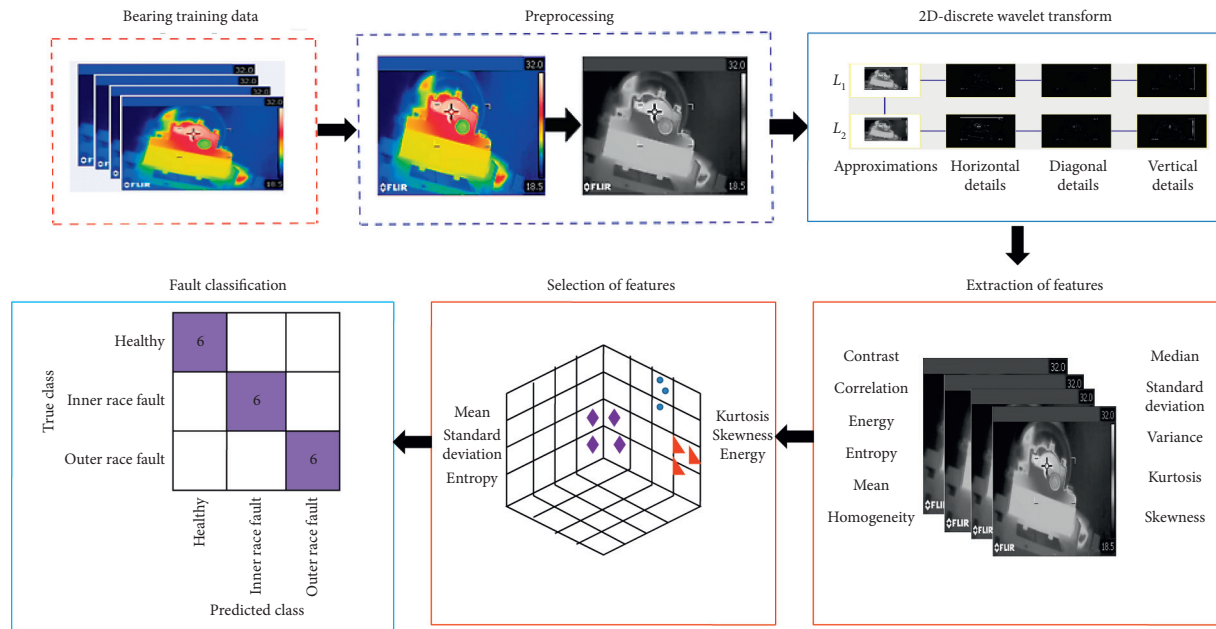 Bearing training data
32.0
32.0
32.0
32.0
18.5
FLIR
Preprocessing
32.0
18.5
FLIR
32.0
18.5
FLIR
2D-discrete wavelet transform
L1
L2
Approximations
Horizontal
details
Diagonal
details
Vertical
details
Fault classification
True class
Healthy
Inner race fault
Outer race fault
6
6
6
Healthy
Inner race fault
Outer race fault
Predicted class
Selection of features
Mean
Standard
deviation
Entropy
Kurtosis
Skewness
Energy
Extraction of features
Contrast
Correlation
Energy
Entropy
Mean
Homogeneity
32.0
32.0
32.0
32.0
18.5
FLIR
Median
Standard
deviation
Variance
Kurtosis
Skewness